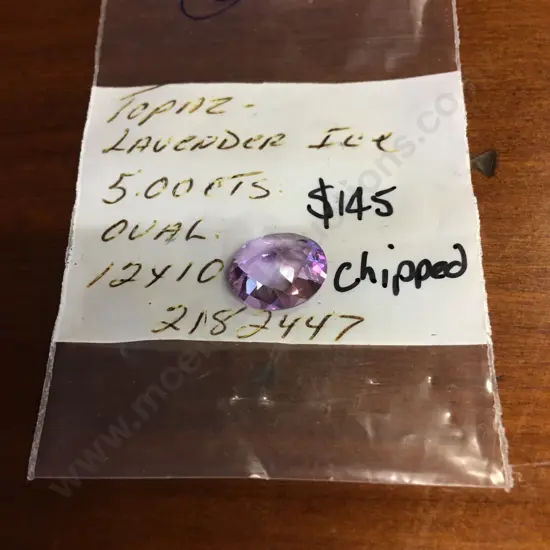 TOPAZ-
LAVENDER ICE
5.00 CTS. $145
OVAL.
12x10 chipped
2182447